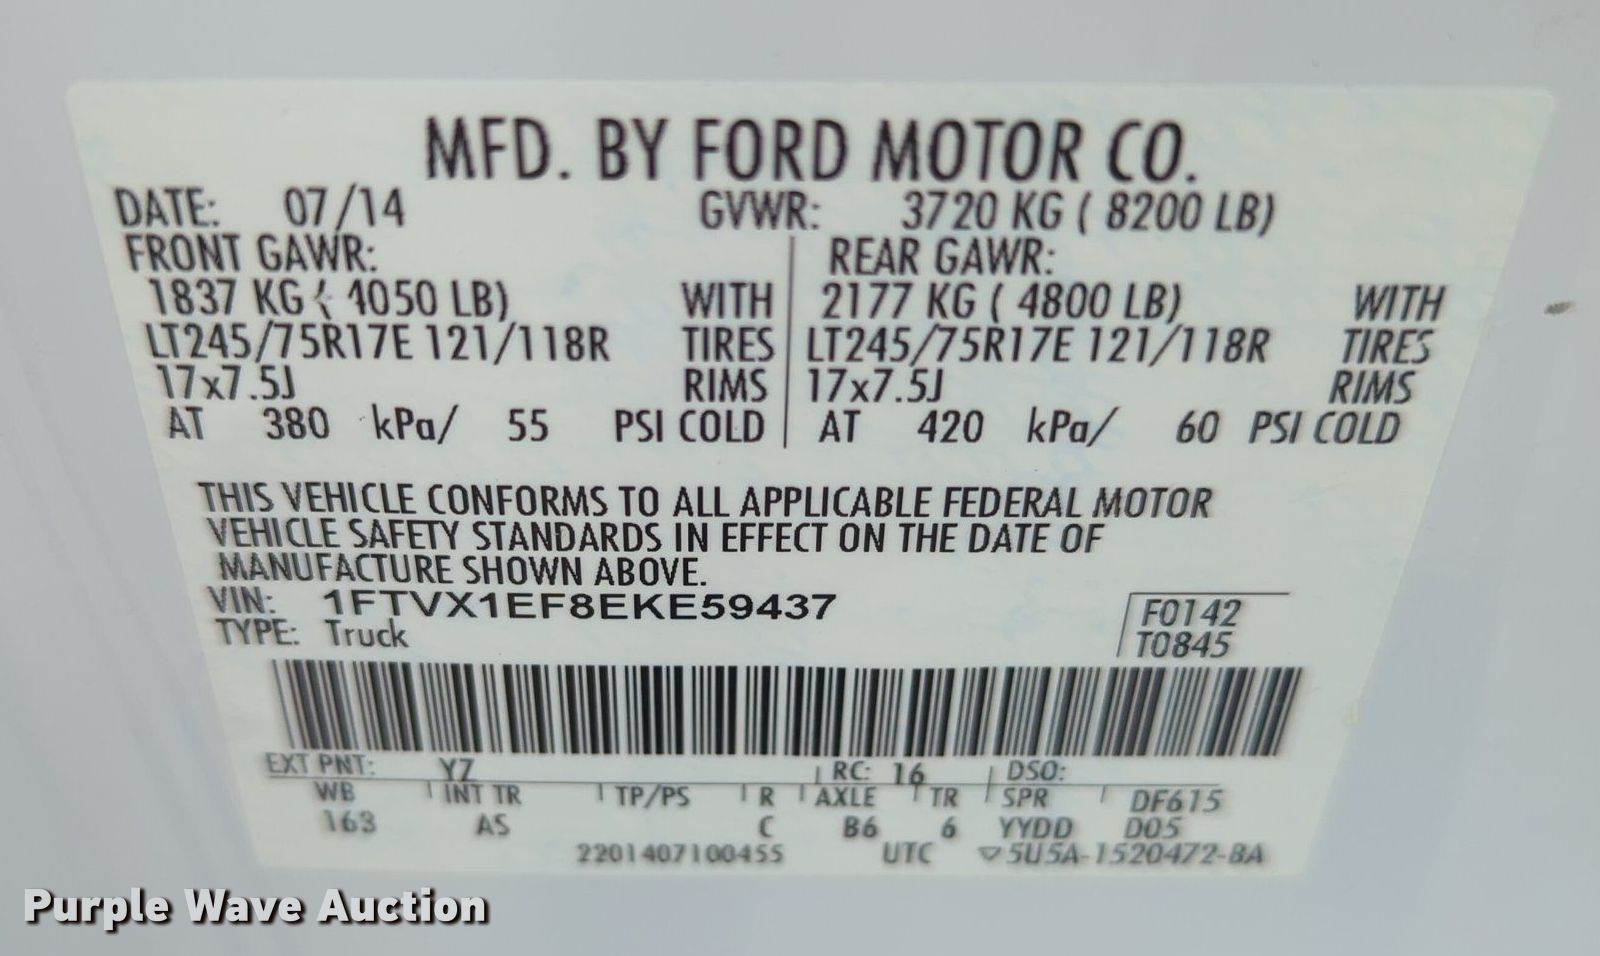 MFD. BY FORD MOTOR CO.
DATE: 07/14 GVWR: 3720 KG ( 8200 LB)
FRONT GAWR: REAR GAWR:
1837 KG ( 4050 LB) WITH 2177 KG ( 4800 LB) WITH
LT245/75R17E 121/118R TIRES LT245/75R17E 121/118R TIRES
17x7.5J RIMS 17x7.5J RIMS
AT 380 kPa/ 55 PSI COLD AT 420 kPa/ 60 PSI COLD
THIS VEHICLE CONFORMS TO ALL APPLICABLE FEDERAL MOTOR
VEHICLE SAFETY STANDARDS IN EFFECT ON THE DATE OF
MANUFACTURE SHOWN ABOVE.
VIN: 1FTVX1EF8EKE59437 F0142
TYPE: Truck T0845
EXT PNT: YZ RC: 16 DSO:
WB INT TR TP/PS R AXLE TR SPR DF615
163 AS C B6 6 YYDD D05
2201407100455 UTC ▽5U5A-1520472-BA
Purple Wave Auction